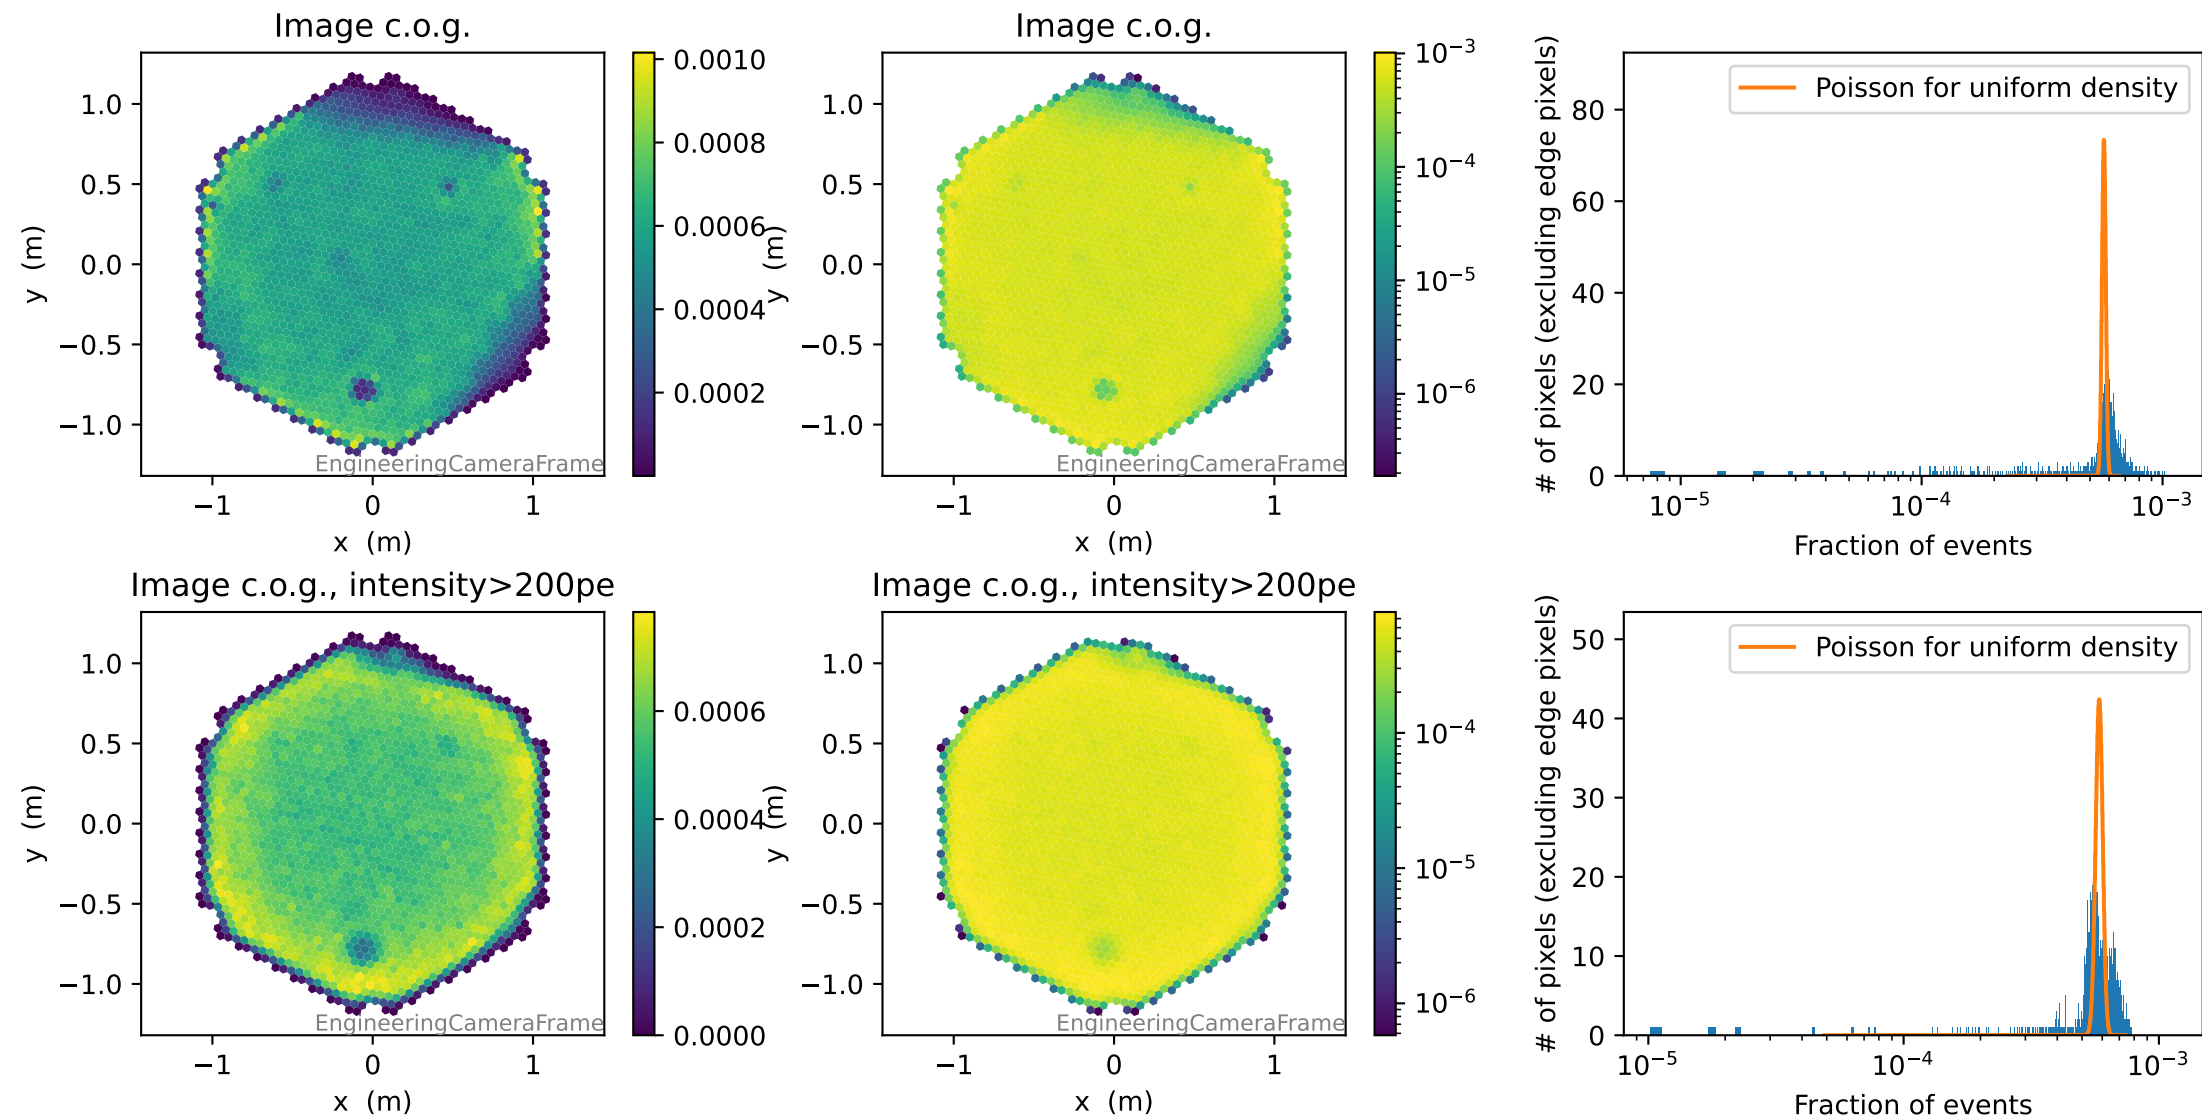 Image c.o.g.
1.0
0.5
0.0
−0.5
−1.0
y (m)
−1
0
1
x (m)
EngineeringCameraFrame
0.0010
0.0008
0.0006
0.0004
0.0002
Image c.o.g.
1.0
0.5
0.0
−0.5
−1.0
y (m)
−1
0
1
x (m)
EngineeringCameraFrame
10−3
10−4
10−5
10−6
Poisson for uniform density
80
60
40
20
0
# of pixels (excluding edge pixels)
10−5
10−4
10−3
Fraction of events
Image c.o.g., intensity>200pe
1.0
0.5
0.0
−0.5
−1.0
y (m)
−1
0
1
x (m)
EngineeringCameraFrame
0.0006
0.0004
0.0002
0.0000
Image c.o.g., intensity>200pe
1.0
0.5
0.0
−0.5
−1.0
y (m)
−1
0
1
x (m)
EngineeringCameraFrame
10−4
10−5
10−6
Poisson for uniform density
50
40
30
20
10
0
# of pixels (excluding edge pixels)
10−5
10−4
10−3
Fraction of events